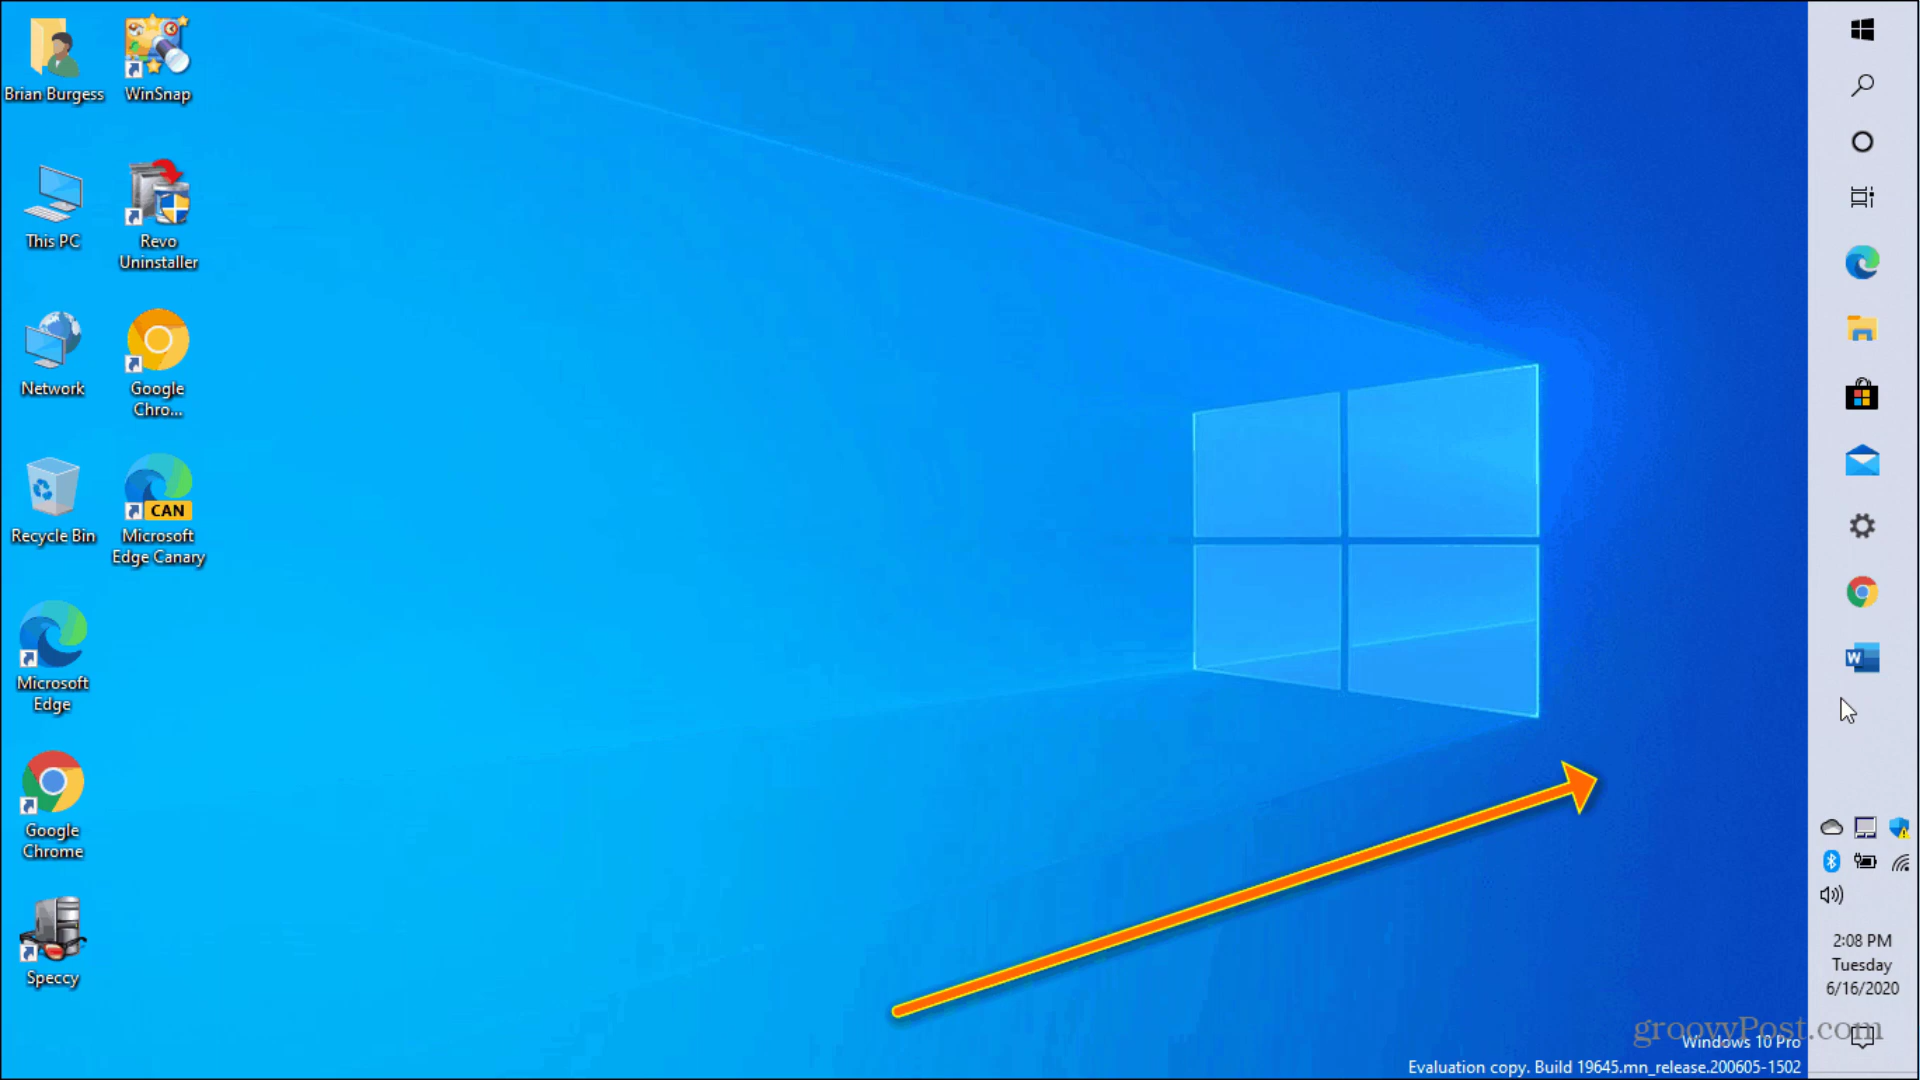 Brian Burgess
WinSnap
This PC
Revo
Uninstaller
Network
Google
Chro...
Recycle Bin
CAN
Microsoft
Edge Canary
Microsoft
Edge
Google
Chrome
Speccy
W
2:08 PM
Tuesday
6/16/2020
groovyPost.com
Windows 10 Pro
Evaluation copy. Build 19645.mn_release.200605-1502